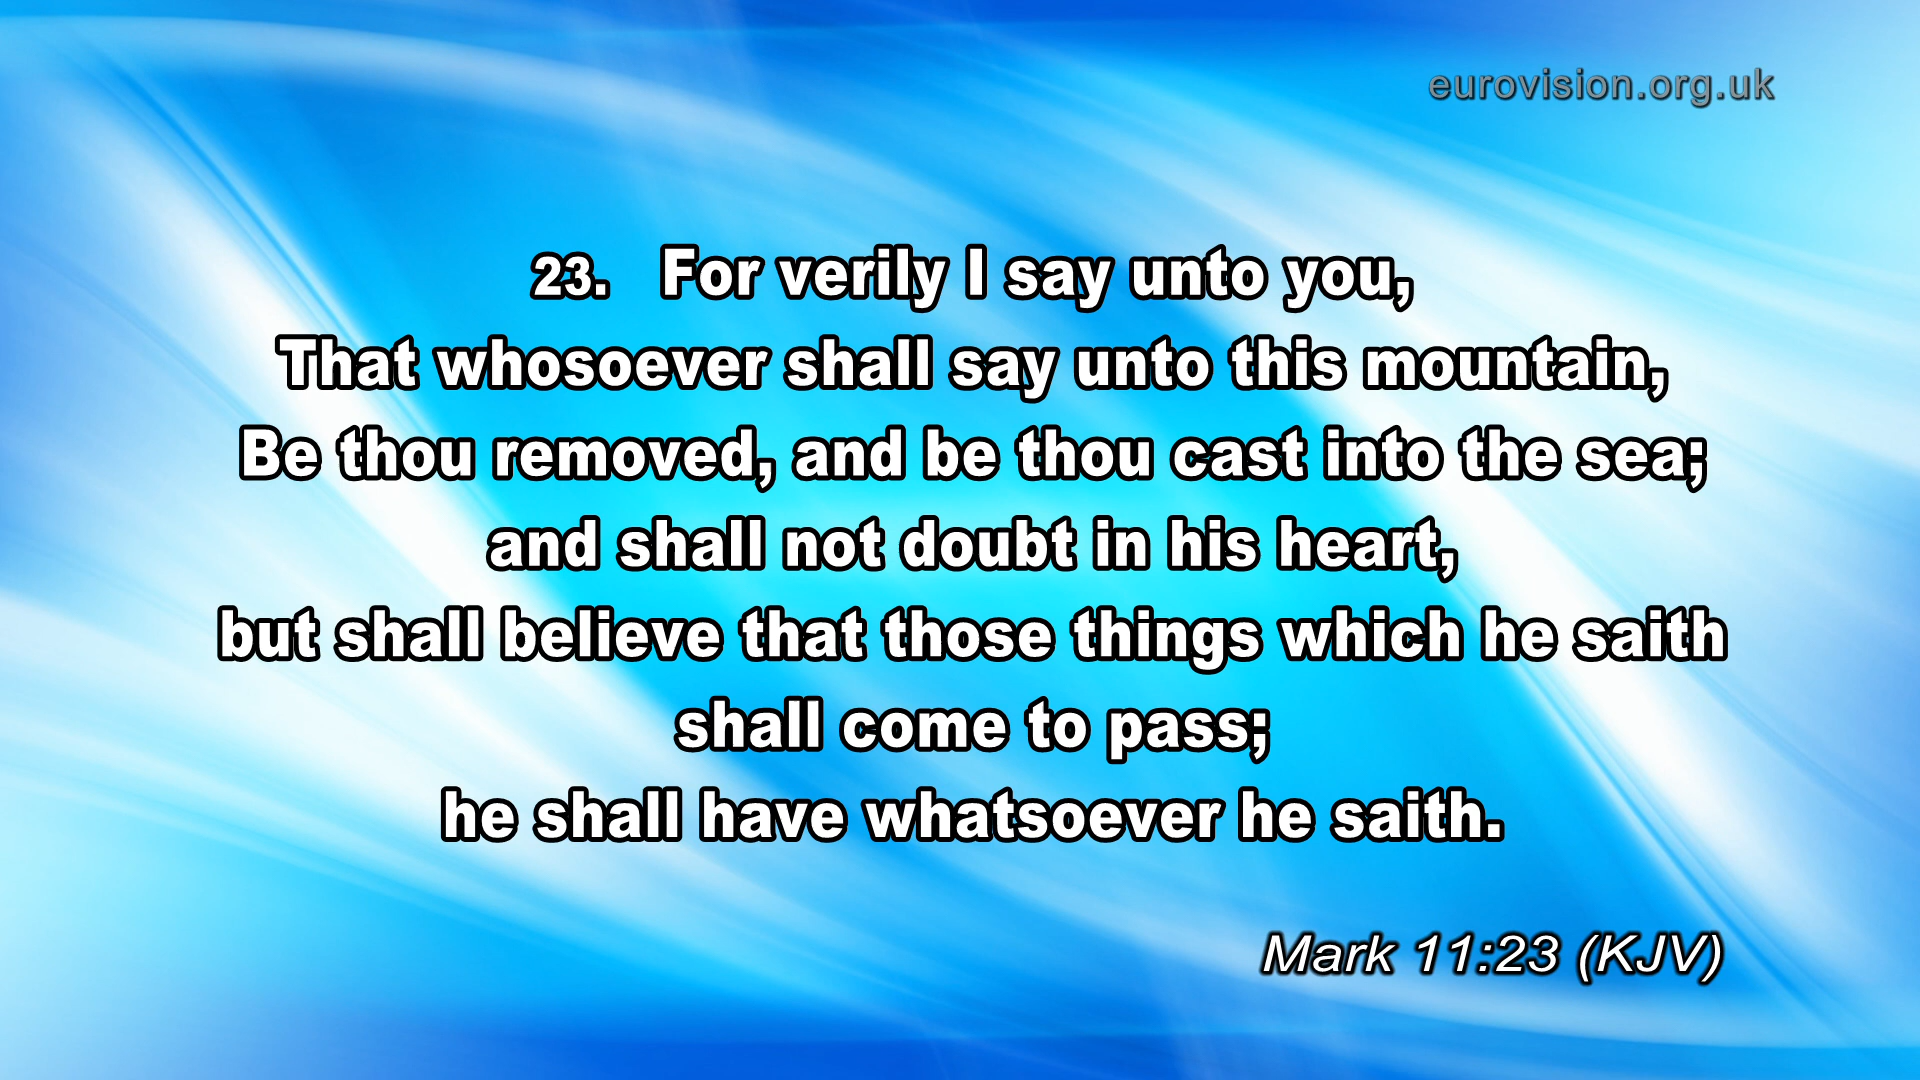 eurovision.org.uk
23. For verily I say unto you,
That whosoever shall say unto this mountain,
Be thou removed, and be thou cast into the sea;
and shall not doubt in his heart,
but shall believe that those things which he saith
shall come to pass;
he shall have whatsoever he saith.
Mark 11:23 (KJV)